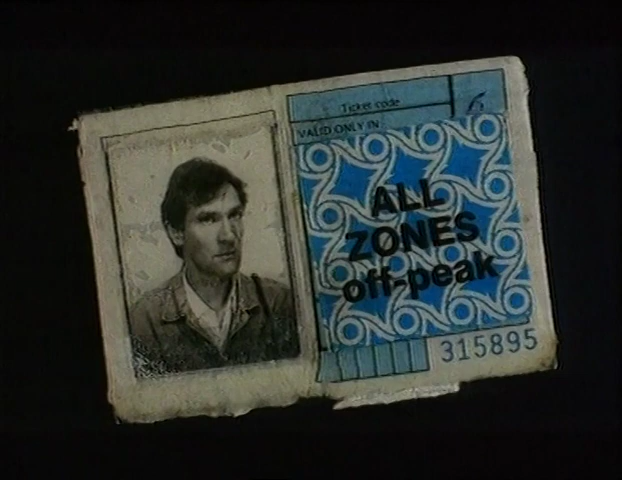 Ticket code
6
VALID ONLY IN
ALL
ZONES
off-peak
315895